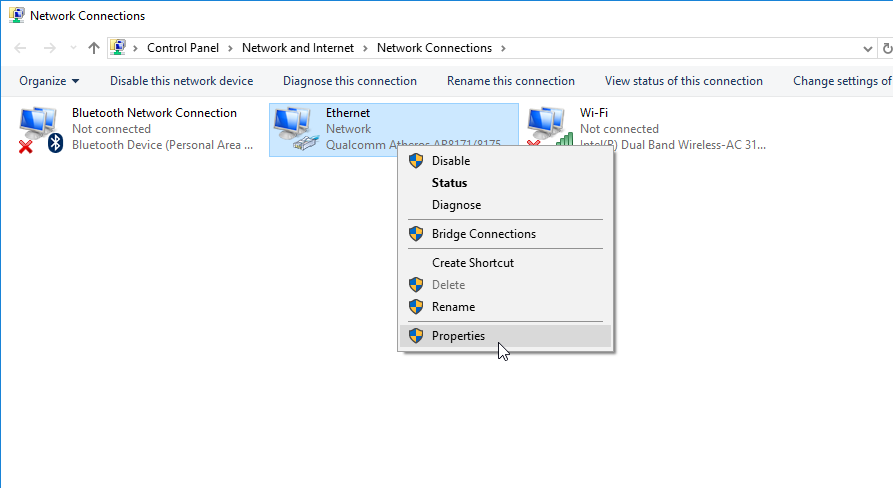 Network Connections
Control Panel > Network and Internet > Network Connections >
Organize Disable this network device Diagnose this connection Rename this connection View status of this connection Change settings of
Bluetooth Network Connection
Not connected
Bluetooth Device (Personal Area ...
Ethernet
Network
Qualcomm Atheros AR8171/8175
Wi-Fi
Not connected
Intel(R) Dual Band Wireless-AC 31...
Disable
Status
Diagnose
Bridge Connections
Create Shortcut
Delete
Rename
Properties